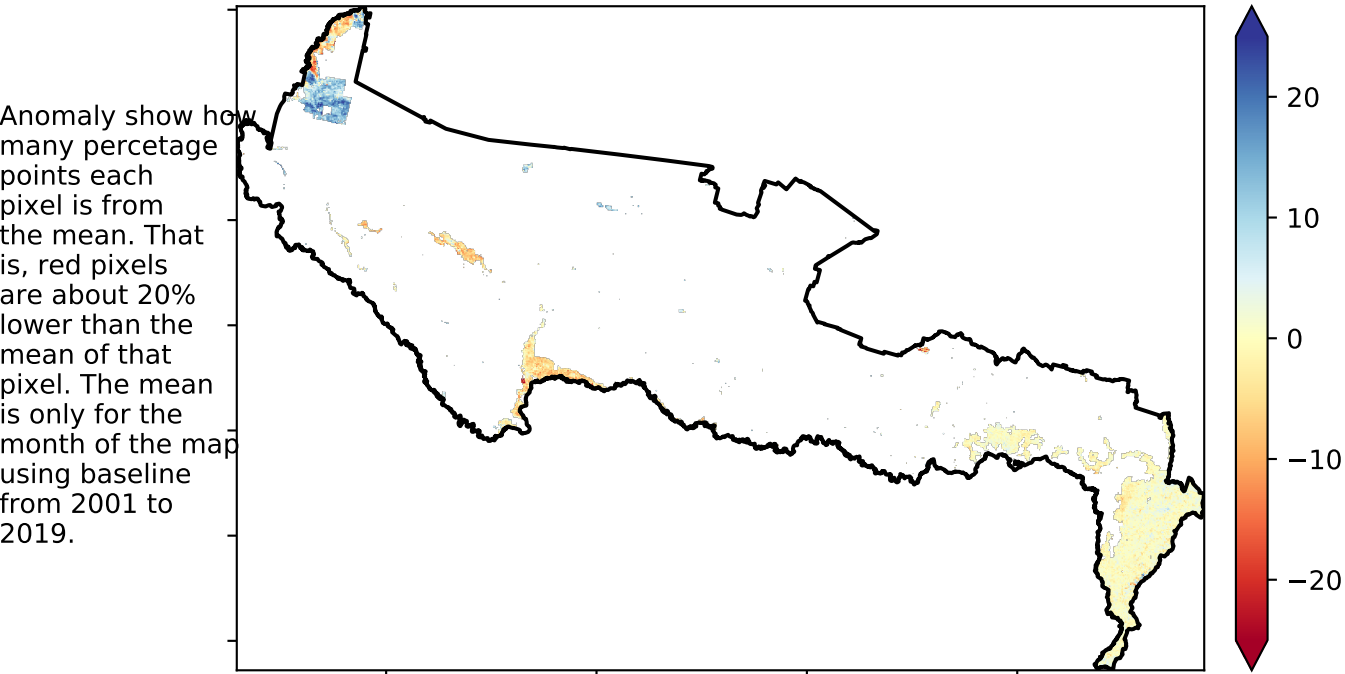 Anomaly show how
many percetage
points each
pixel is from
the mean. That
is, red pixels
are about 20%
lower than the
mean of that
pixel. The mean
is only for the
month of the map
using baseline
from 2001 to
2019.
20
10
0
−10
−20